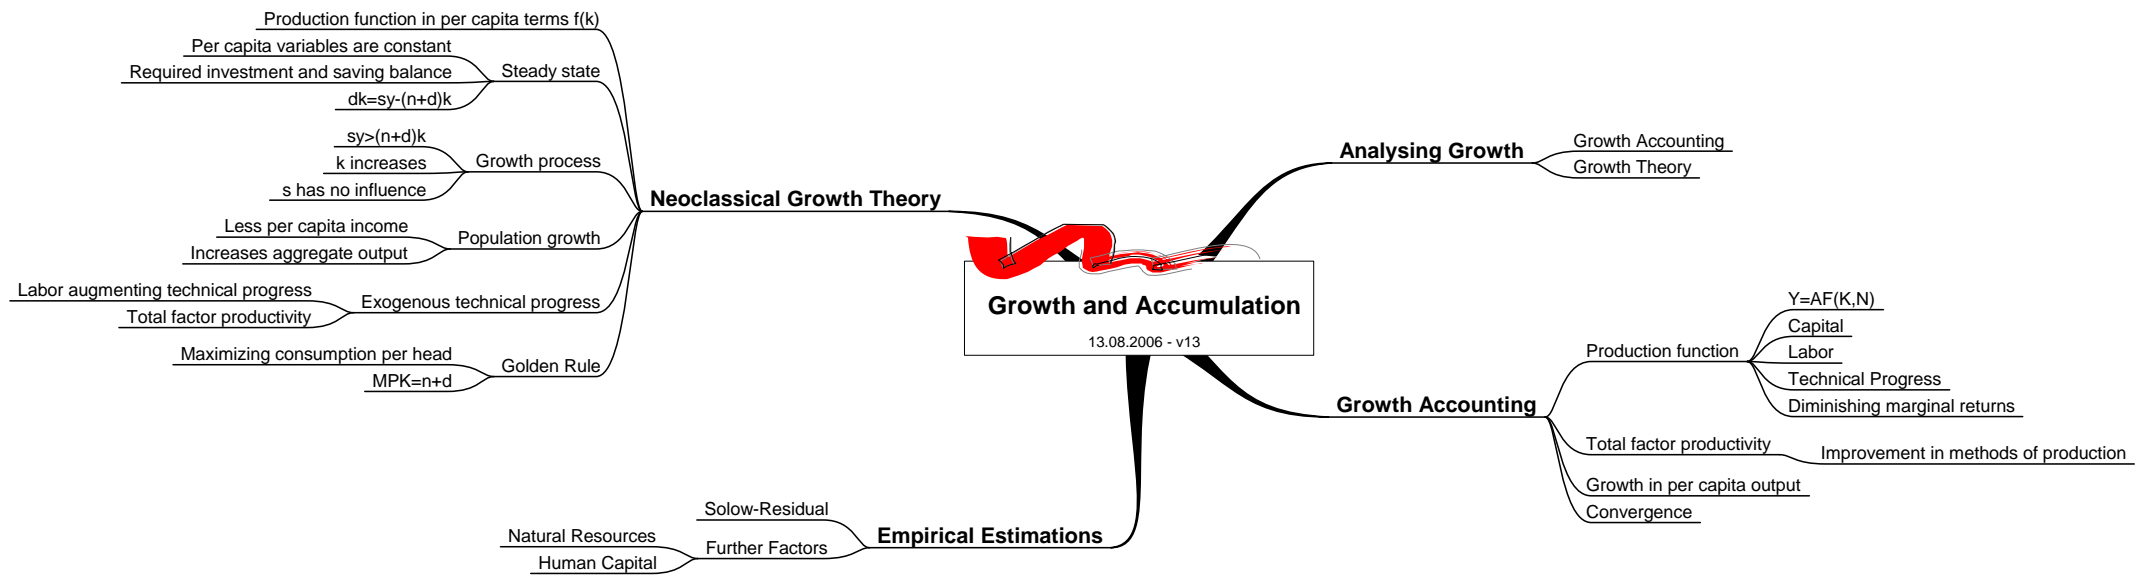 Growth and Accumulation
13.08.2006 - v13
Analysing Growth
Growth Accounting
Growth Theory
Growth Accounting
Production function
Y=AF(K,N)
Capital
Labor
Technical Progress
Diminishing marginal returns
Total factor productivity
Improvement in methods of production
Growth in per capita output
Convergence
Empirical Estimations
Solow-Residual
Further Factors
Natural Resources
Human Capital
Neoclassical Growth Theory
Production function in per capita terms f(k)
Steady state
Per capita variables are constant
Required investment and saving balance
dk=sy-(n+d)k
Growth process
sy>(n+d)k
k increases
s has no influence
Population growth
Less per capita income
Increases aggregate output
Exogenous technical progress
Labor augmenting technical progress
Total factor productivity
Golden Rule
Maximizing consumption per head
MPK=n+d